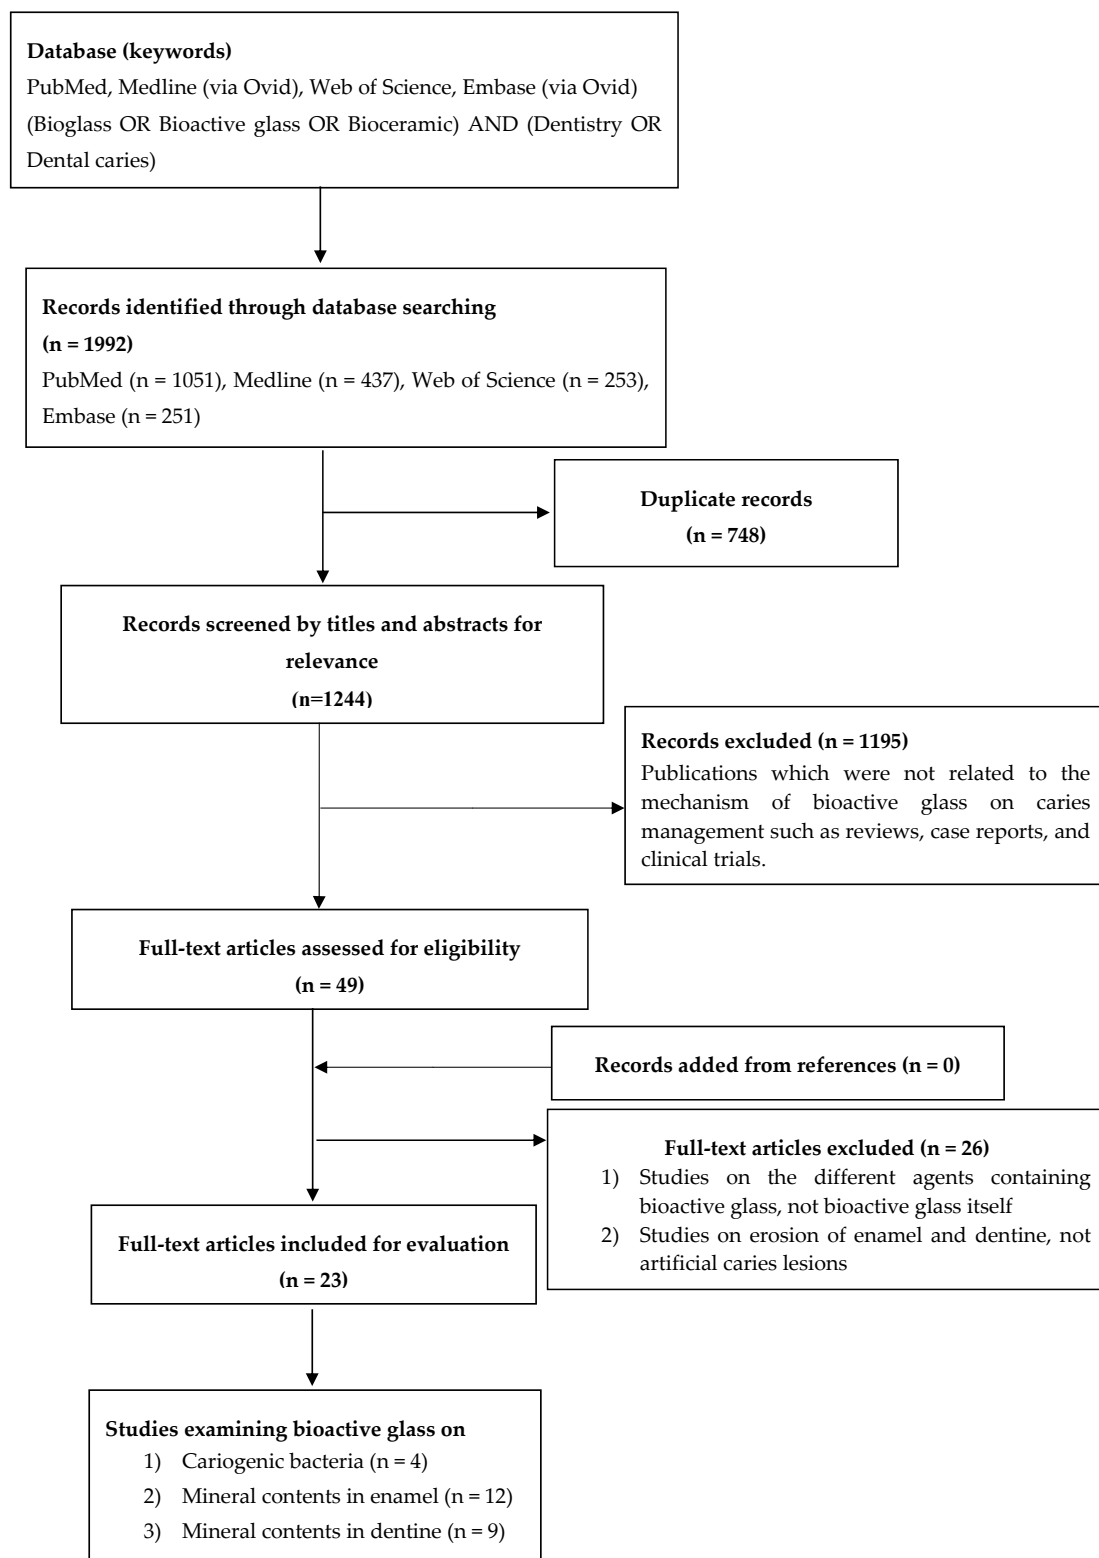 Database (keywords)
PubMed, Medline (via Ovid), Web of Science, Embase (via Ovid)
(Bioglass OR Bioactive glass OR Bioceramic) AND (Dentistry OR
Dental caries)
Records identified through database searching
(n = 1992)
PubMed (n = 1051), Medline (n = 437), Web of Science (n = 253),
Embase (n = 251)
Duplicate records
(n = 748)
Records screened by titles and abstracts for
relevance
(n=1244)
Records excluded (n = 1195)
Publications which were not related to the
mechanism of bioactive glass on caries
management such as reviews, case reports, and
clinical trials.
Full-text articles assessed for eligibility
(n = 49)
Records added from references (n = 0)
Full-text articles excluded (n = 26)
1) Studies on the different agents containing
bioactive glass, not bioactive glass itself
2) Studies on erosion of enamel and dentine, not
artificial caries lesions
Full-text articles included for evaluation
(n = 23)
Studies examining bioactive glass on
1) Cariogenic bacteria (n = 4)
2) Mineral contents in enamel (n = 12)
3) Mineral contents in dentine (n = 9)